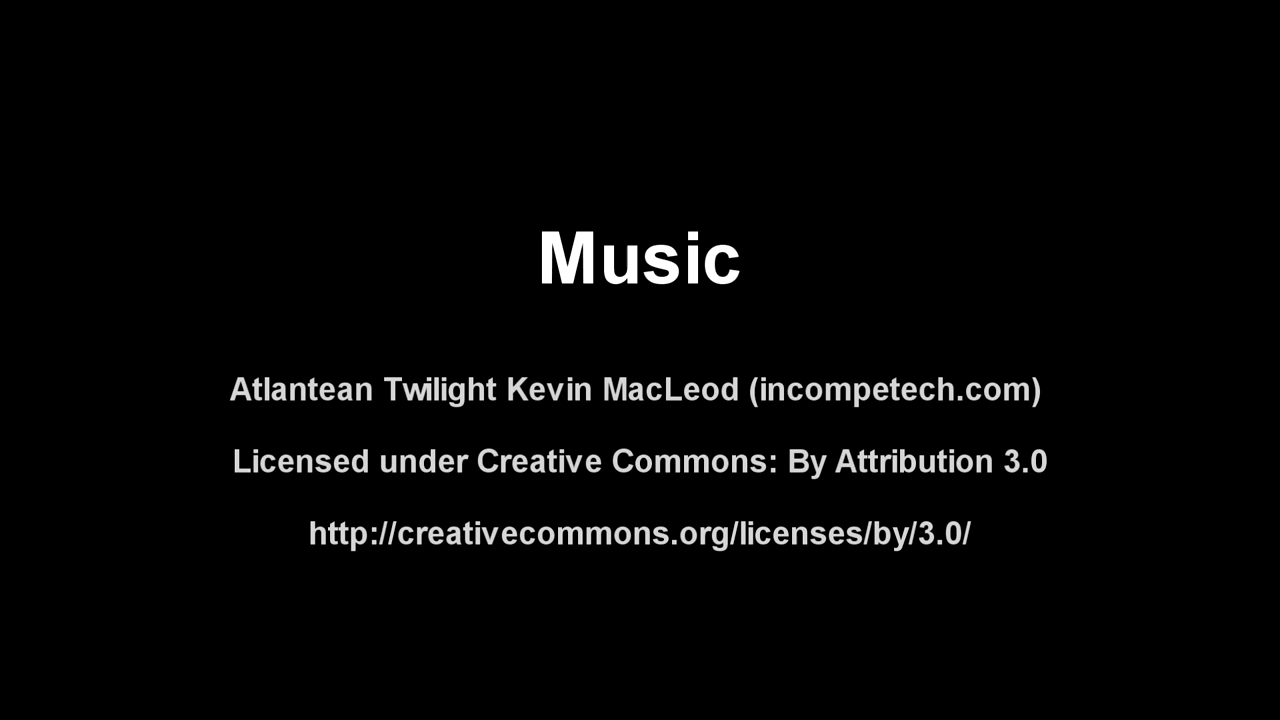 Music
Atlantean Twilight Kevin MacLeod (incompetech.com)
Licensed under Creative Commons: By Attribution 3.0
http://creativecommons.org/licenses/by/3.0/